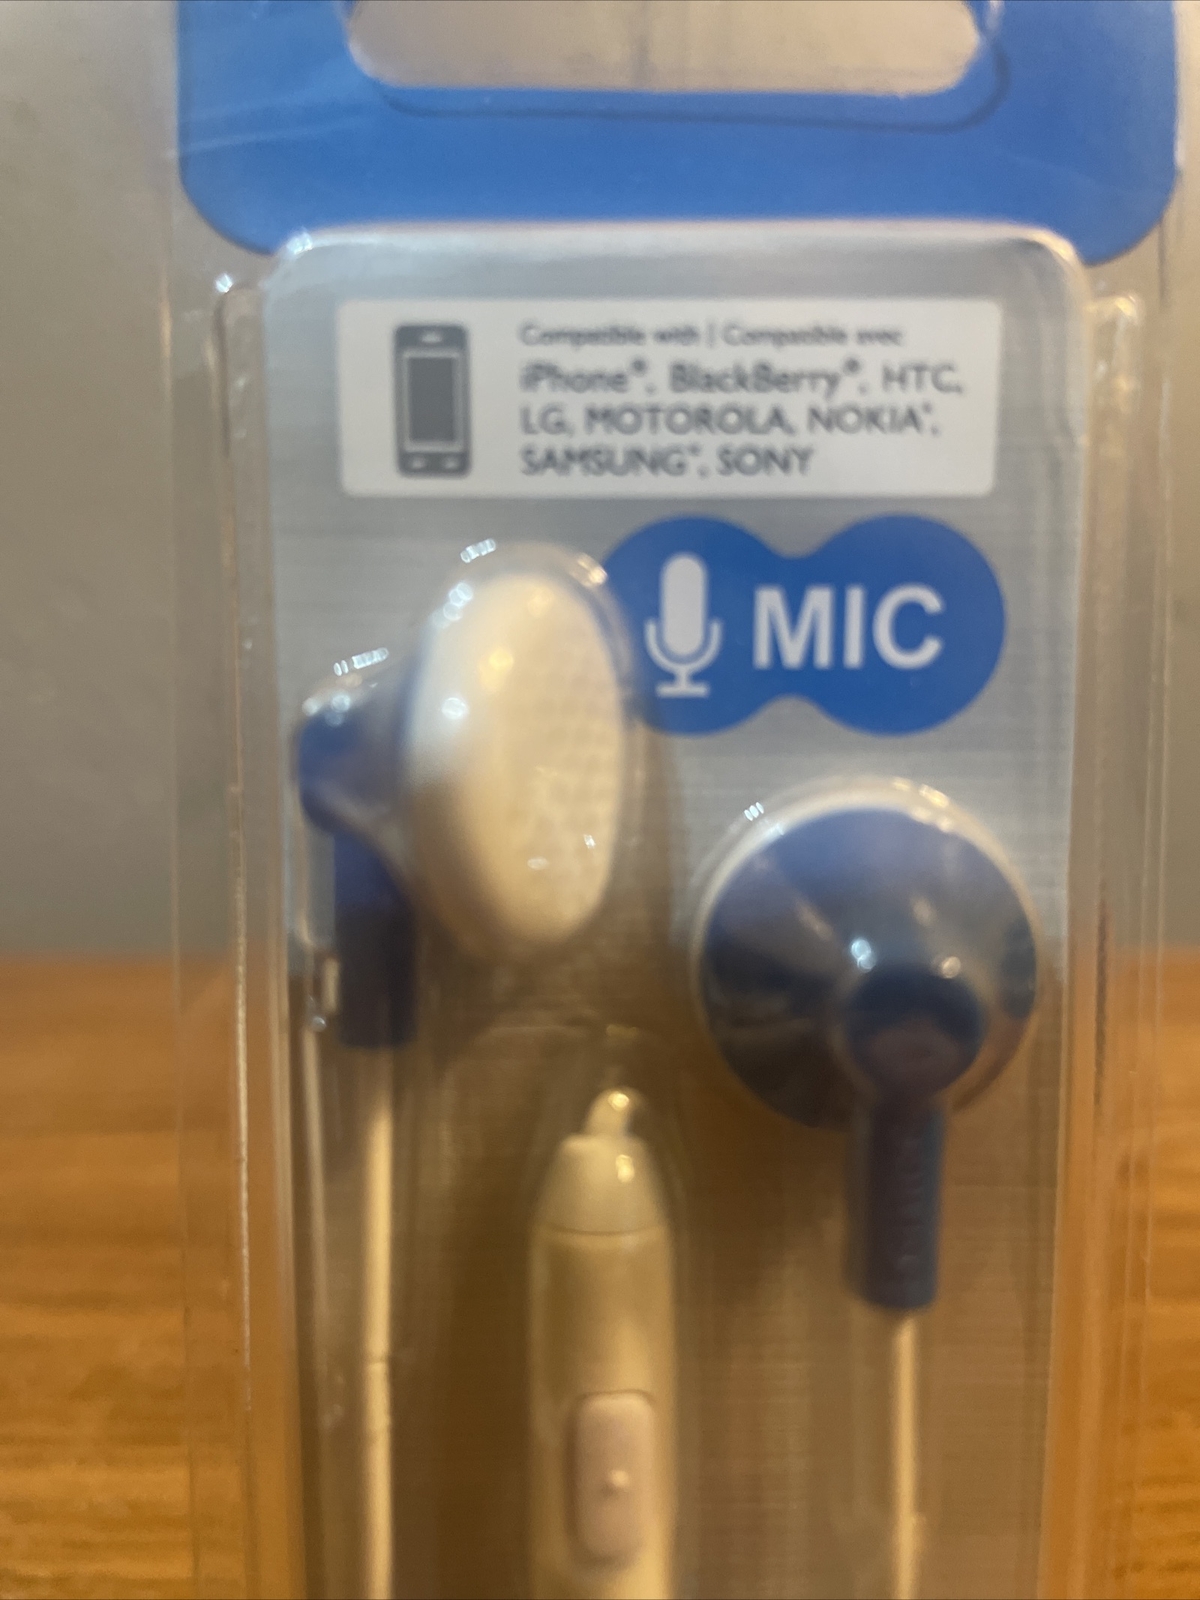 Compatible with | Compatible avec
iPhone®, BlackBerry®, HTC,
LG, MOTOROLA, NOKIA*,
SAMSUNG*, SONY
MIC